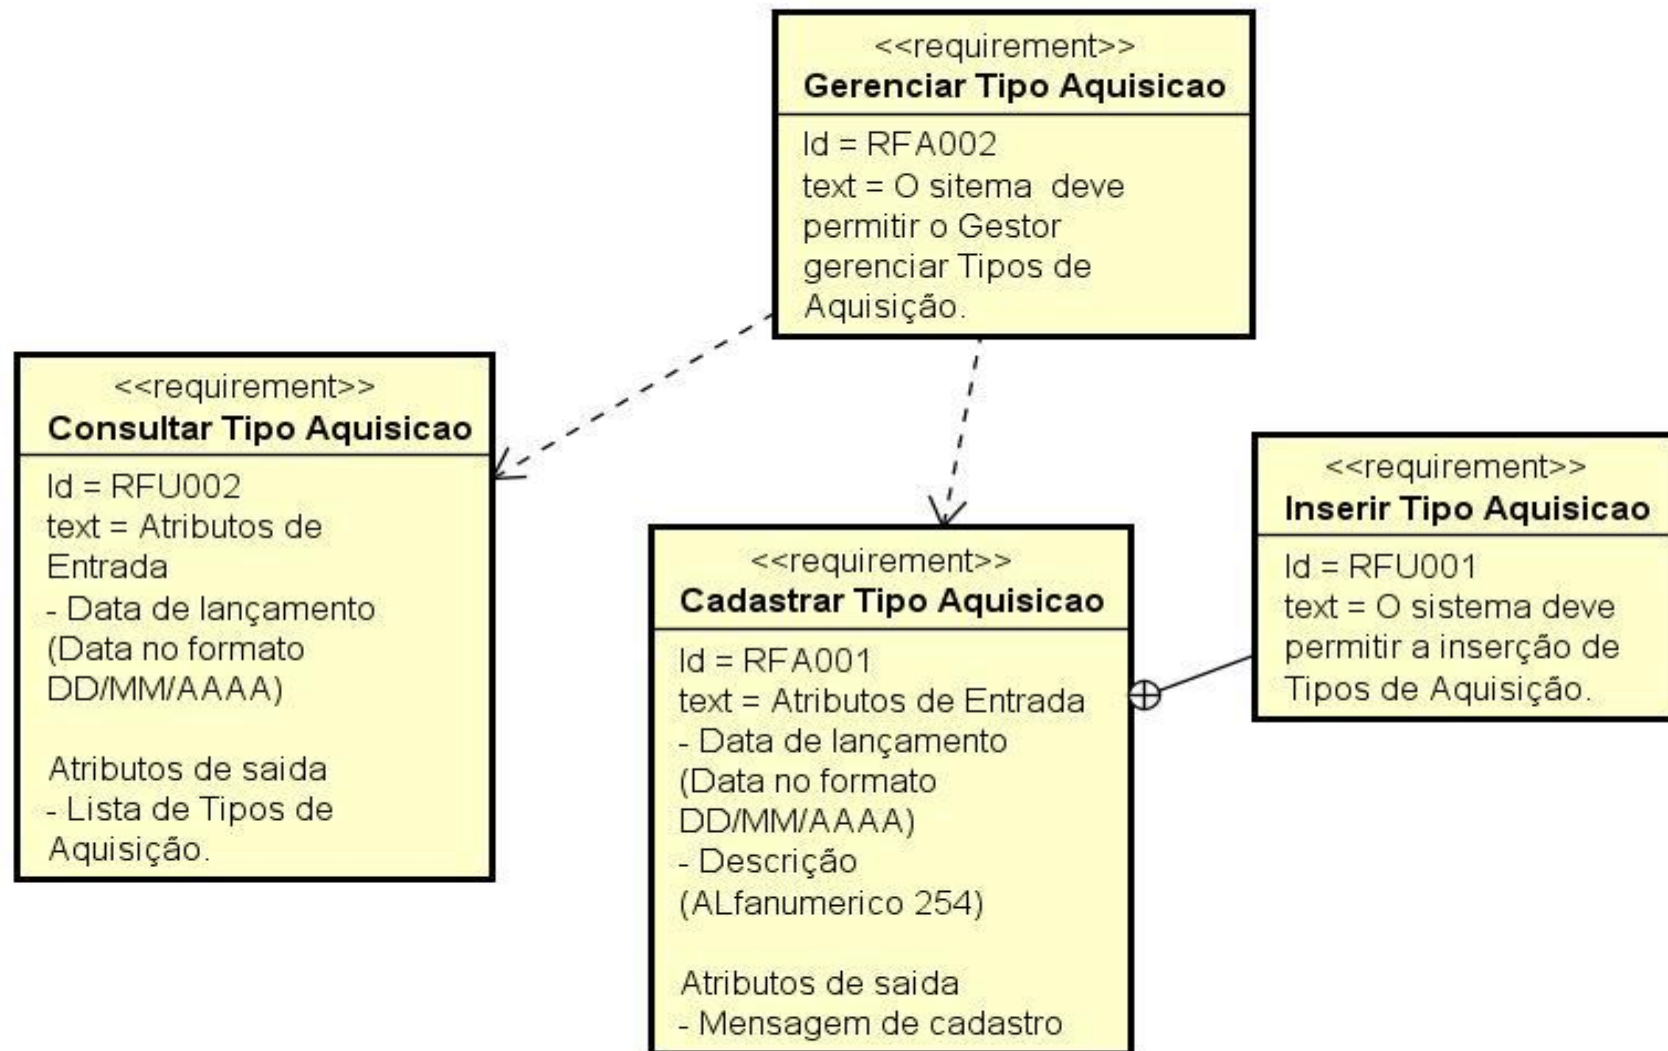 <<requirement>>
Gerenciar Tipo Aquisicao
Id = RFA002
text = O sitema  deve
permitir o Gestor
gerenciar Tipos de
Aquisição.
<<requirement>>
Consultar Tipo Aquisicao
Id = RFU002
text = Atributos de
Entrada
- Data de lançamento
(Data no formato
DD/MM/AAAA)
Atributos de saida
- Lista de Tipos de
Aquisição.
<<requirement>>
Cadastrar Tipo Aquisicao
Id = RFA001
text = Atributos de Entrada
- Data de lançamento
(Data no formato
DD/MM/AAAA)
- Descrição
(ALfanumerico 254)
Atributos de saida
- Mensagem de cadastro
<<requirement>>
Inserir Tipo Aquisicao
Id = RFU001
text = O sistema deve
permitir a inserção de
Tipos de Aquisição.